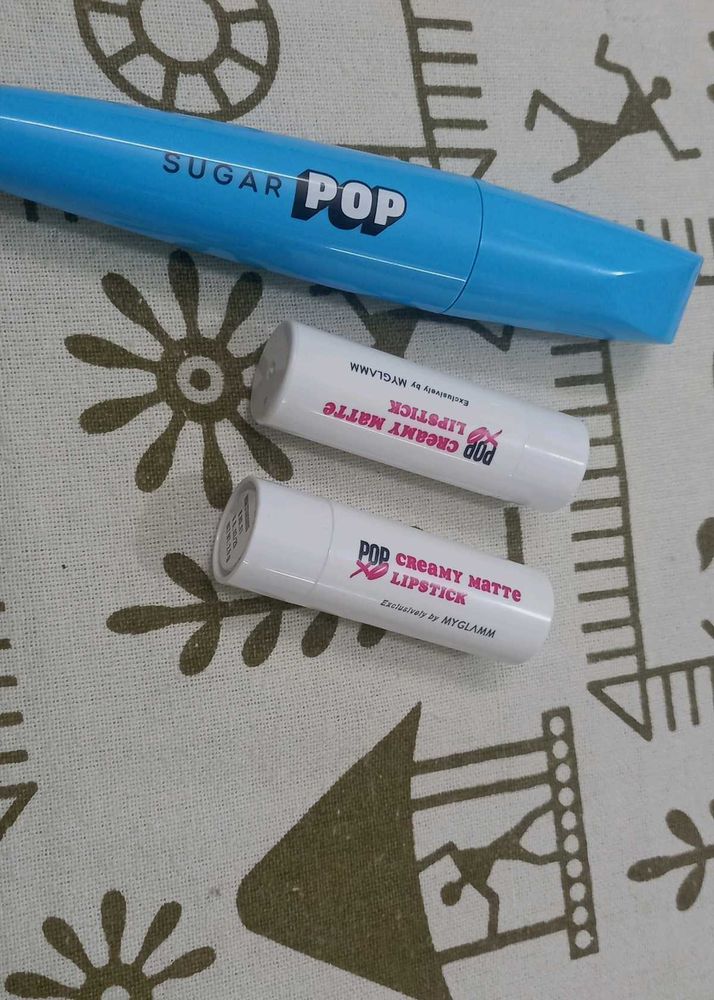 SUGAR POP
Exclusively by MYGLAMM
POP XO CREAMY MATTE
LIPSTICK
POP XO CREAMY MATTE
LIPSTICK
Exclusively by MYGLAMM